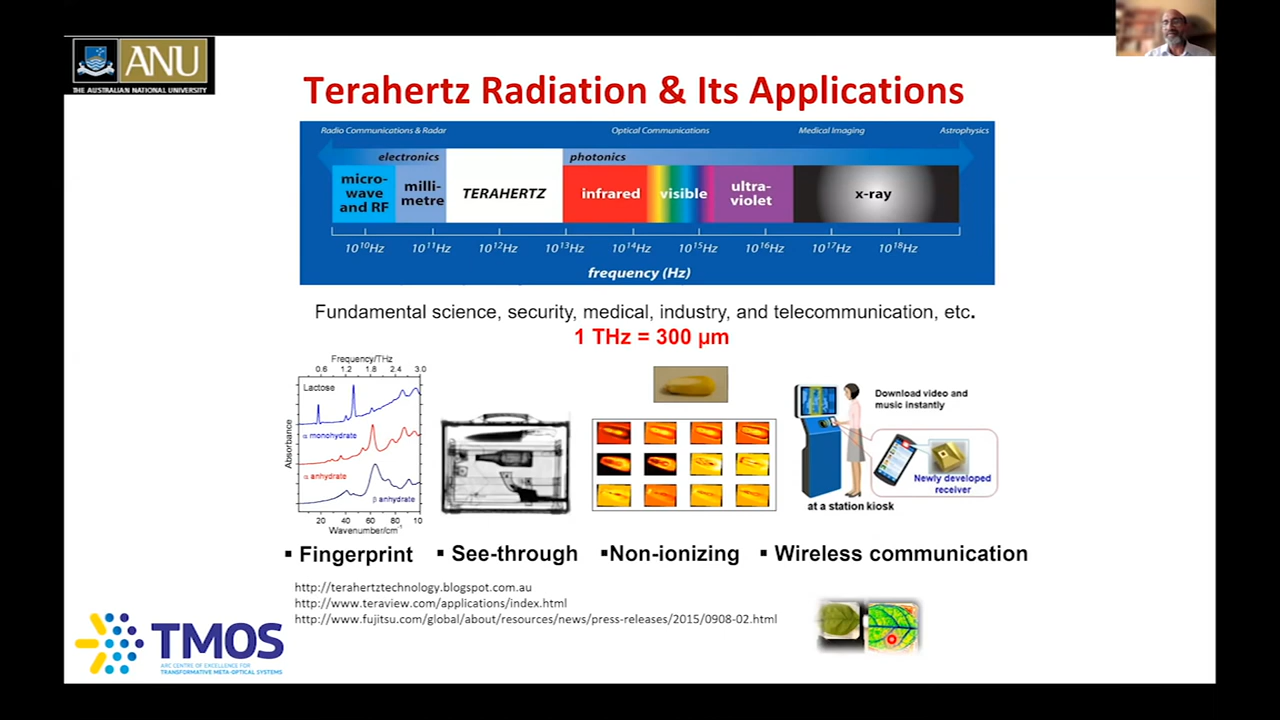 ANU
THE AUSTRALIAN NATIONAL UNIVERSITY
Terahertz Radiation & Its Applications
Radio Communications & Radar Optical Communications Medical Imaging Astrophysics
electronics photonics
micro-wave and RF
milli-metre
TERAHERTZ
infrared
visible
ultra-violet
x-ray
10¹⁰Hz 10¹¹Hz 10¹²Hz 10¹³Hz 10¹⁴Hz 10¹⁵Hz 10¹⁶Hz 10¹⁷Hz 10¹⁸Hz
frequency (Hz)
Fundamental science, security, medical, industry, and telecommunication, etc.
1 THz = 300 µm
Frequency/THz
0.6 1.2 1.8 2.4 3.0
Lactose
α monohydrate
α anhydrate
β anhydrate
Absorbance
20 40 60 80 10
Wavenumber/cm⁻¹
Download video and
music instantly
Newly developed
receiver
at a station kiosk
▪ Fingerprint ▪ See-through ▪Non-ionizing ▪ Wireless communication
http://terahertztechnology.blogspot.com.au
http://www.teraview.com/applications/index.html
http://www.fujitsu.com/global/about/resources/news/press-releases/2015/0908-02.html
TMOS
ARC CENTRE OF EXCELLENCE FOR
TRANSFORMATIVE META-OPTICAL SYSTEMS